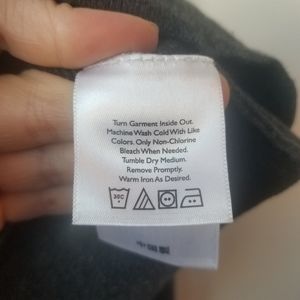 Turn Garment Inside Out.
Machine Wash Cold With Like
Colors. Only Non-Chlorine
Bleach When Needed.
Tumble Dry Medium.
Remove Promptly.
Warm Iron As Desired.
30C